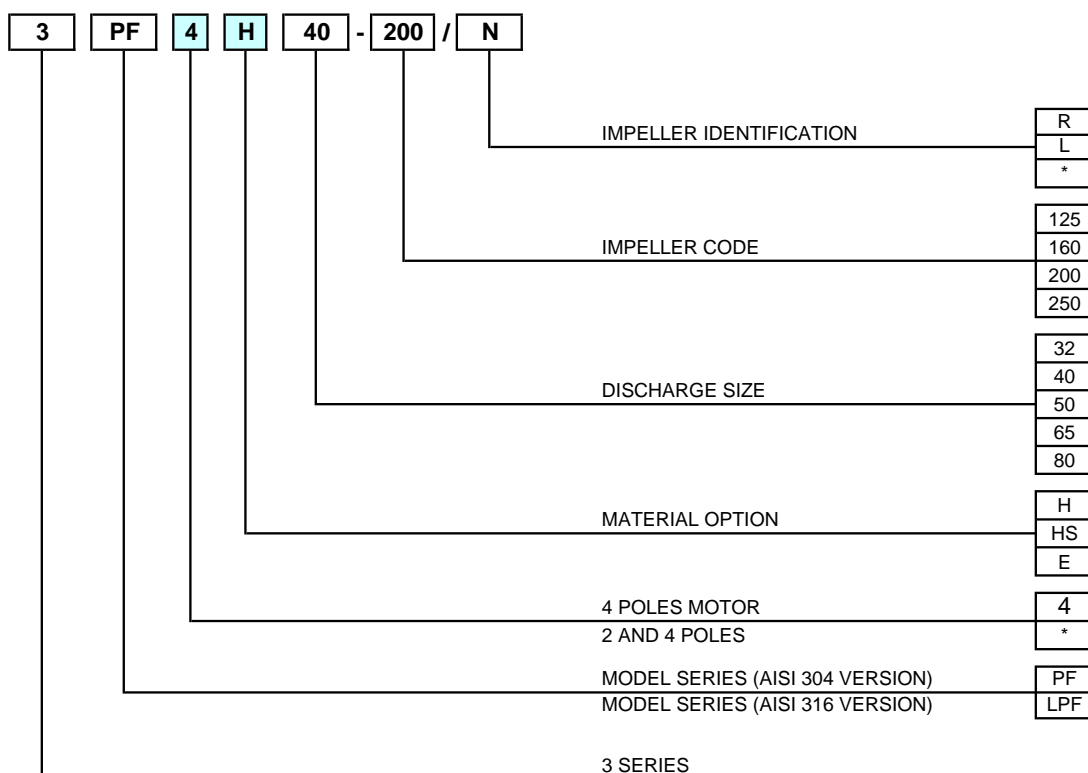 3 PF 4 H 40 - 200 / N
IMPELLER IDENTIFICATION
R
L
*
IMPELLER CODE
125
160
200
250
DISCHARGE SIZE
32
40
50
65
80
MATERIAL OPTION
H
HS
E
4 POLES MOTOR
4
2 AND 4 POLES
*
MODEL SERIES (AISI 304 VERSION)
PF
MODEL SERIES (AISI 316 VERSION)
LPF
3 SERIES